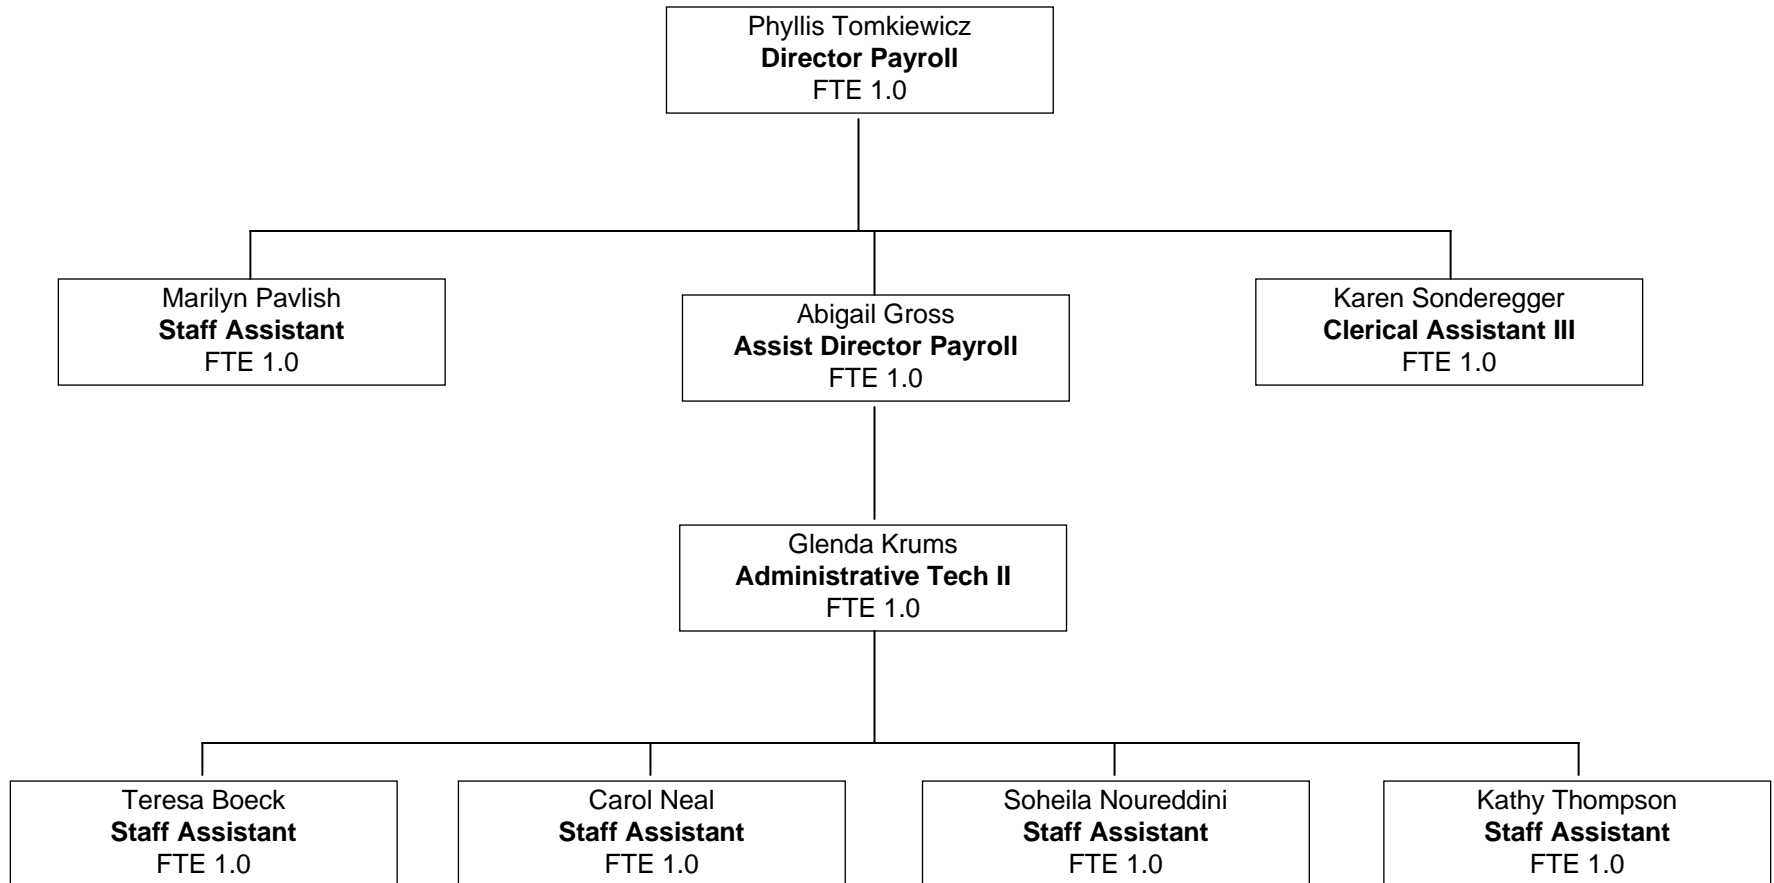 Phyllis Tomkiewicz
Director Payroll
FTE 1.0
Marilyn Pavlish
Staff Assistant
FTE 1.0
Abigail Gross
Assist Director Payroll
FTE 1.0
Karen Sonderegger
Clerical Assistant III
FTE 1.0
Glenda Krums
Administrative Tech II
FTE 1.0
Teresa Boeck
Staff Assistant
FTE 1.0
Carol Neal
Staff Assistant
FTE 1.0
Soheila Noureddini
Staff Assistant
FTE 1.0
Kathy Thompson
Staff Assistant
FTE 1.0